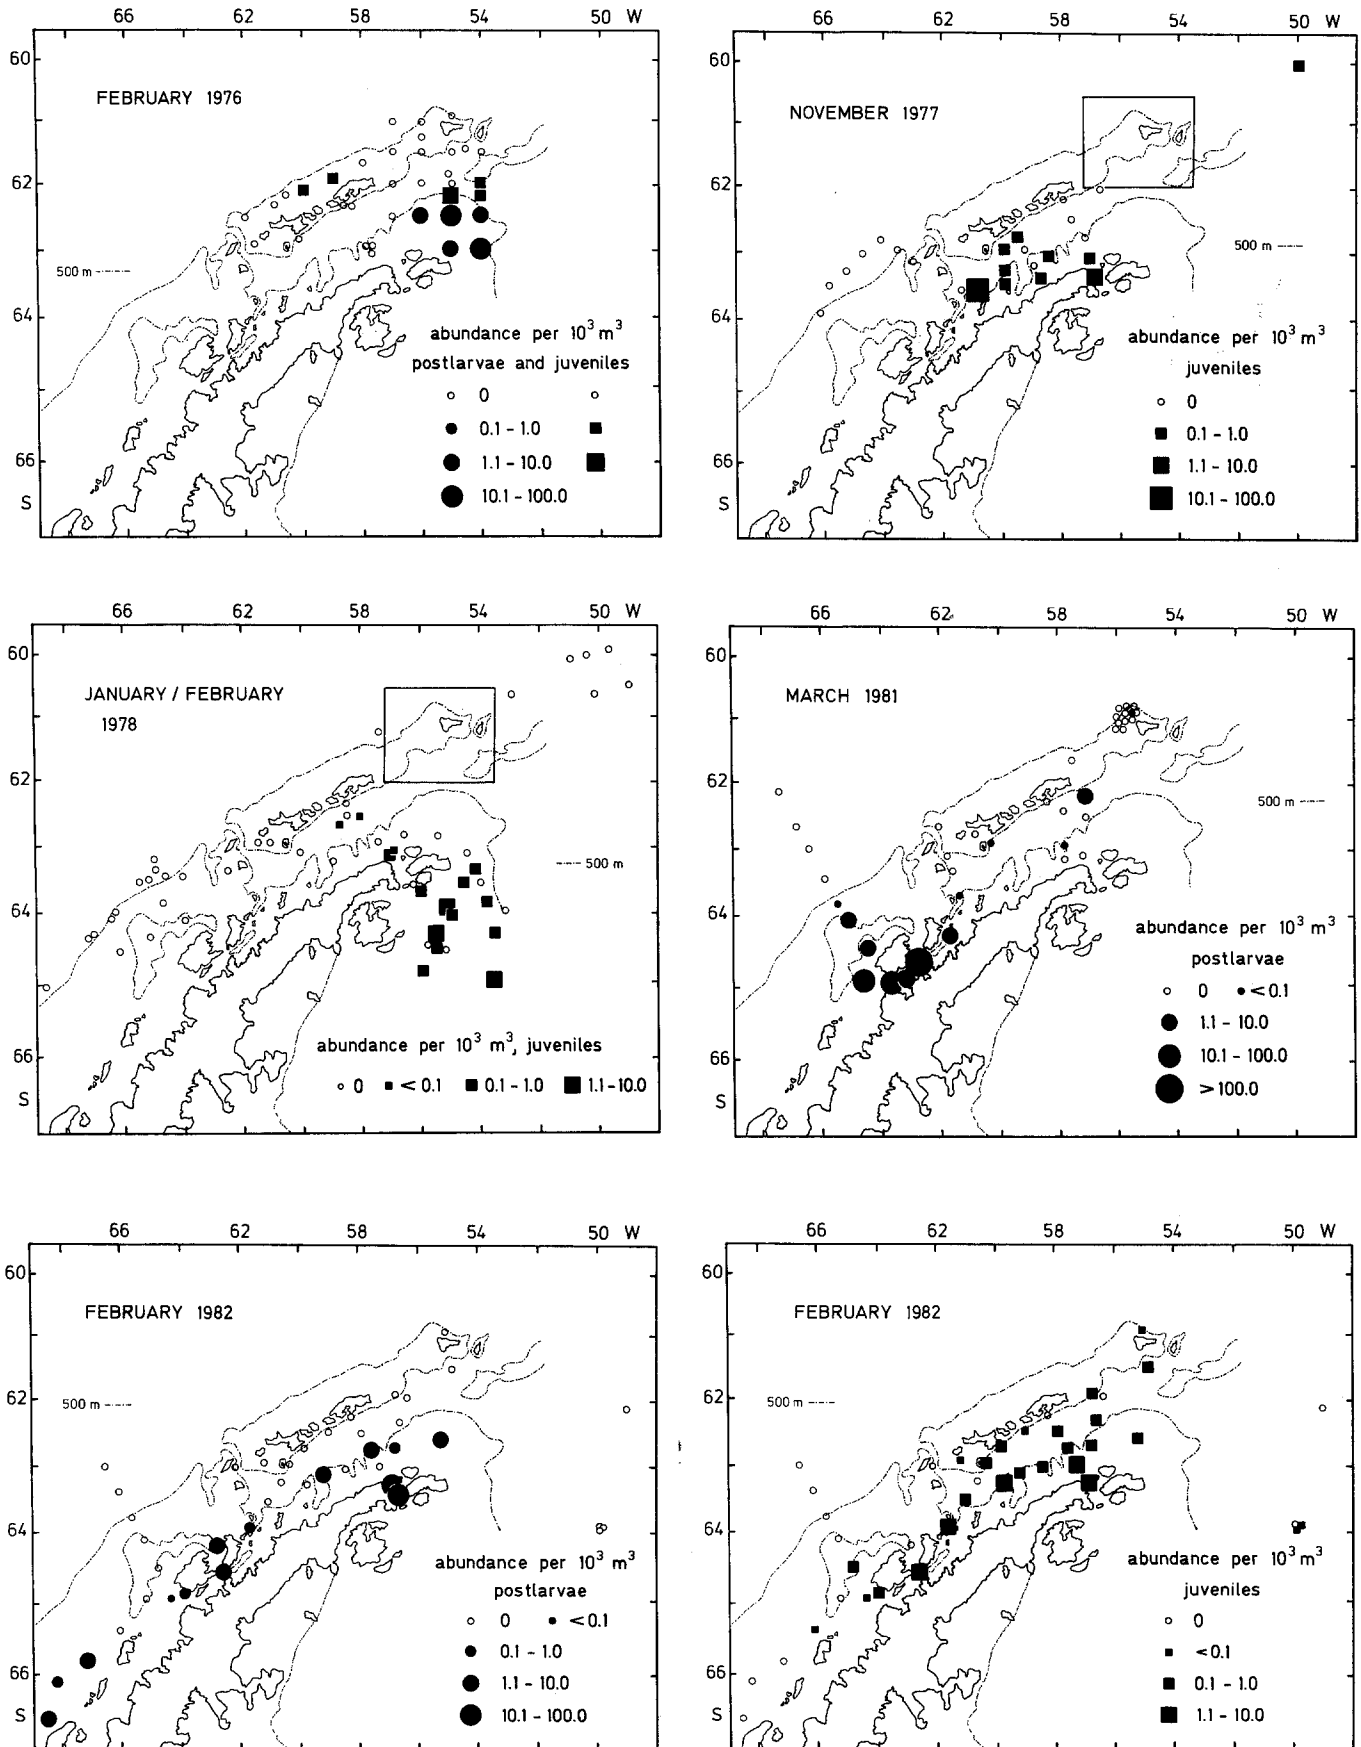 66 62 58 54 50 W
60
FEBRUARY 1976
62
500 m
64
abundance per 10³ m³
postlarvae and juveniles
0
0.1 - 1.0
66
1.1 - 10.0
S
10.1 - 100.0
66 62 58 54 50 W
60
NOVEMBER 1977
62
500 m
64
abundance per 10³ m³
juveniles
0
0.1 - 1.0
66
1.1 - 10.0
S
10.1 - 100.0
66 62 58 54 50 W
60
JANUARY / FEBRUARY
1978
62
500 m
64
abundance per 10³ m³, juveniles
66
0 < 0.1 0.1 - 1.0 1.1 - 10.0
S
66 62 58 54 50 W
60
MARCH 1981
62
500 m
64
abundance per 10³ m³
postlarvae
0 < 0.1
1.1 - 10.0
66
10.1 - 100.0
S
> 100.0
66 62 58 54 50 W
60
FEBRUARY 1982
62
500 m
64
abundance per 10³ m³
postlarvae
0 < 0.1
0.1 - 1.0
66
1.1 - 10.0
S
10.1 - 100.0
66 62 58 54 50 W
60
FEBRUARY 1982
62
500 m
64
abundance per 10³ m³
juveniles
0
< 0.1
66
0.1 - 1.0
S
1.1 - 10.0